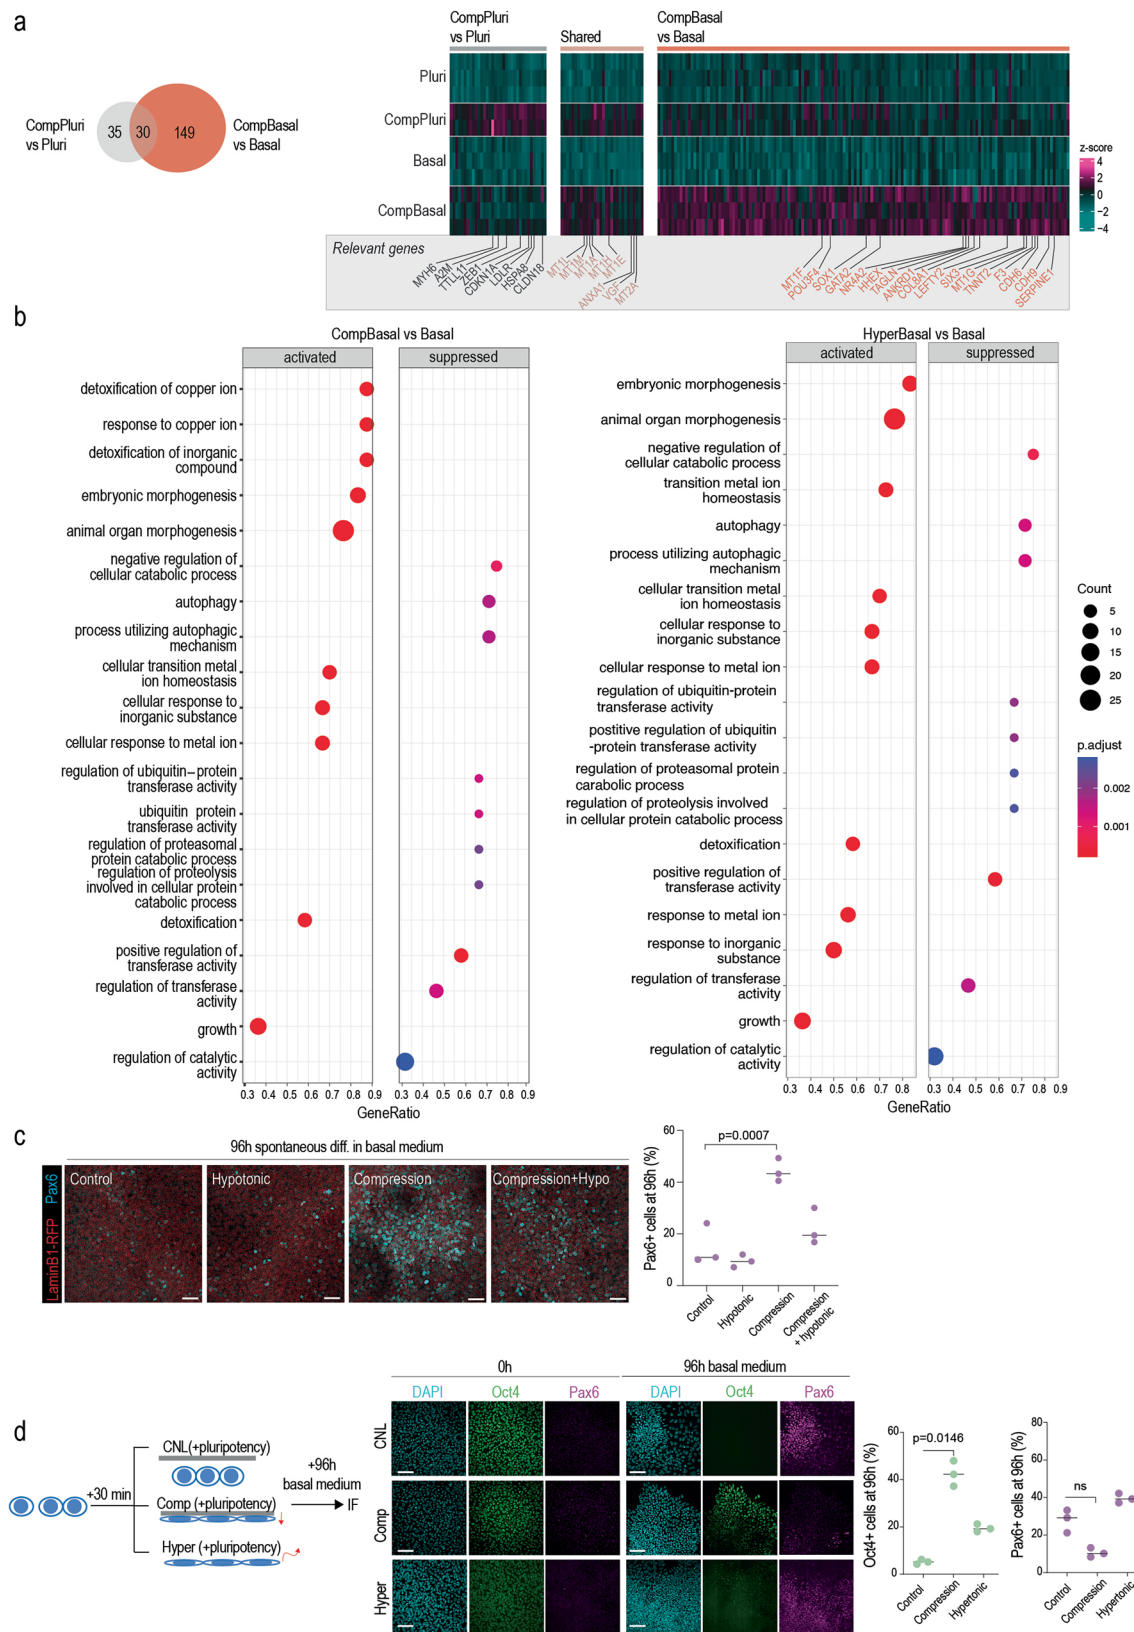 a
CompPluri
vs Pluri
Shared
CompBasal
vs Basal
CompPluri
vs Pluri
35
30
149
CompBasal
vs Basal
Pluri
CompPluri
Basal
CompBasal
z-score
4
2
0
−2
−4
Relevant genes
MYH6
A2M
TTLL11
ZEB1
CDKN1A
LDLR
HSPA8
CLDN18
MT1L
MT1M
MT1A
MT1E
ANXA1
VGF
MT2A
MT1F
POU3F4
SOX1
GATA2
NR4A2
HHEX
TAGLN
ANKRD1
COL8A1
LEFTY2
SIX3
MT1G
TNNT2
F3
CDH6
CDH9
SERPINE1
b
CompBasal vs Basal
activated
suppressed
detoxification of copper ion
response to copper ion
detoxification of inorganic
compound
embryonic morphogenesis
animal organ morphogenesis
negative regulation of
cellular catabolic process
autophagy
process utilizing autophagic
mechanism
cellular transition metal
ion homeostasis
cellular response to
inorganic substance
cellular response to metal ion
regulation of ubiquitin−protein
transferase activity
ubiquitin protein
transferase activity
regulation of proteasomal
protein catabolic process
regulation of proteolysis
involved in cellular protein
catabolic process
detoxification
positive regulation of
transferase activity
regulation of transferase
activity
growth
regulation of catalytic
activity
0.3 0.4 0.5 0.6 0.7 0.8 0.9
0.3 0.4 0.5 0.6 0.7 0.8 0.9
GeneRatio
HyperBasal vs Basal
activated
suppressed
embryonic morphogenesis
animal organ morphogenesis
negative regulation of
cellular catabolic process
transition metal ion
homeostasis
autophagy
process utilizing autophagic
mechanism
cellular transition metal
ion homeostasis
cellular response to
inorganic substance
cellular response to metal ion
regulation of ubiquitin-protein
transferase activity
postitive regulation of ubiquitin
-protein transferase activity
regulation of proteasomal protein
carabolic process
regulation of proteolysis involved
in cellular protein catabolic process
detoxification
positive regulation of
transferase activity
response to metal ion
response to inorganic
substance
regulation of transferase
activity
growth
regulation of catalytic
activity
0.3 0.4 0.5 0.6 0.7 0.8
0.3 0.4 0.5 0.6 0.7 0.8 0.9
GeneRatio
Count
5
10
15
20
25
p.adjust
0.002
0.001
c
96h spontaneous diff. in basal medium
LaminB1-RFP Pax6
Control
Hypotonic
Compression
Compression+Hypo
Pax6+ cells at 96h (%)
60
40
20
0
p=0.0007
Control
Hypotonic
Compression
Compression
+ hypotonic
d
+30 min
CNL(+pluripotency)
Comp (+pluripotency)
Hyper (+pluripotency)
+96h
basal medium
IF
0h
96h basal medium
DAPI
Oct4
Pax6
DAPI
Oct4
Pax6
CNL
Comp
Hyper
Oct4+ cells at 96h (%)
60
40
20
0
p=0.0146
Control
Compression
Hypertonic
Pax6+ cells at 96h (%)
80
60
40
20
0
ns
Control
Compression
Hypertonic